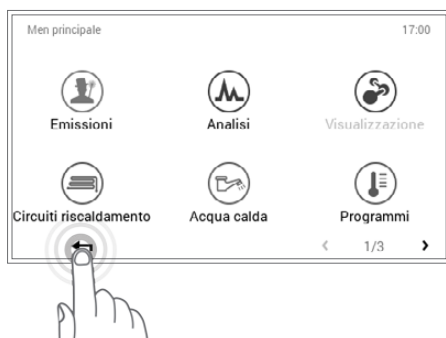 Men principale 17:00
Emissioni Analisi Visualizzazione
Circuiti riscaldamento Acqua calda Programmi
1/3